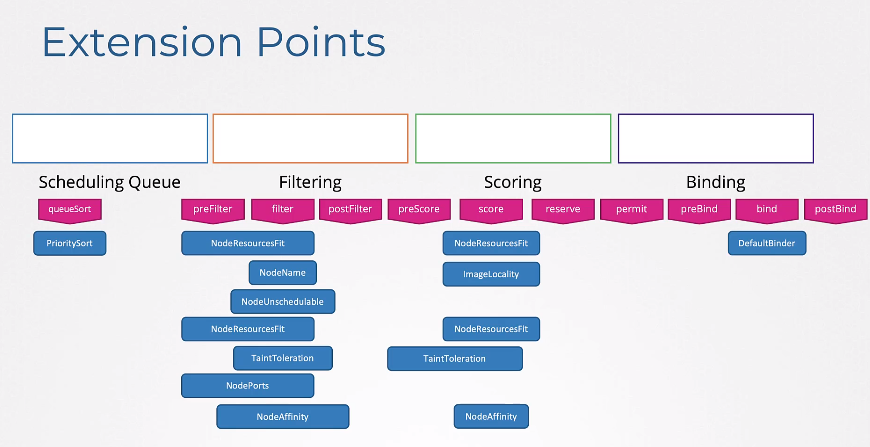 Extension Points
Scheduling Queue Filtering Scoring Binding
queueSort preFilter filter postFilter preScore score reserve permit preBind bind postBind
PrioritySort NodeResourcesFit NodeResourcesFit DefaultBinder
NodeName ImageLocality
NodeUnschedulable
NodeResourcesFit NodeResourcesFit
TaintToleration TaintToleration
NodePorts
NodeAffinity NodeAffinity